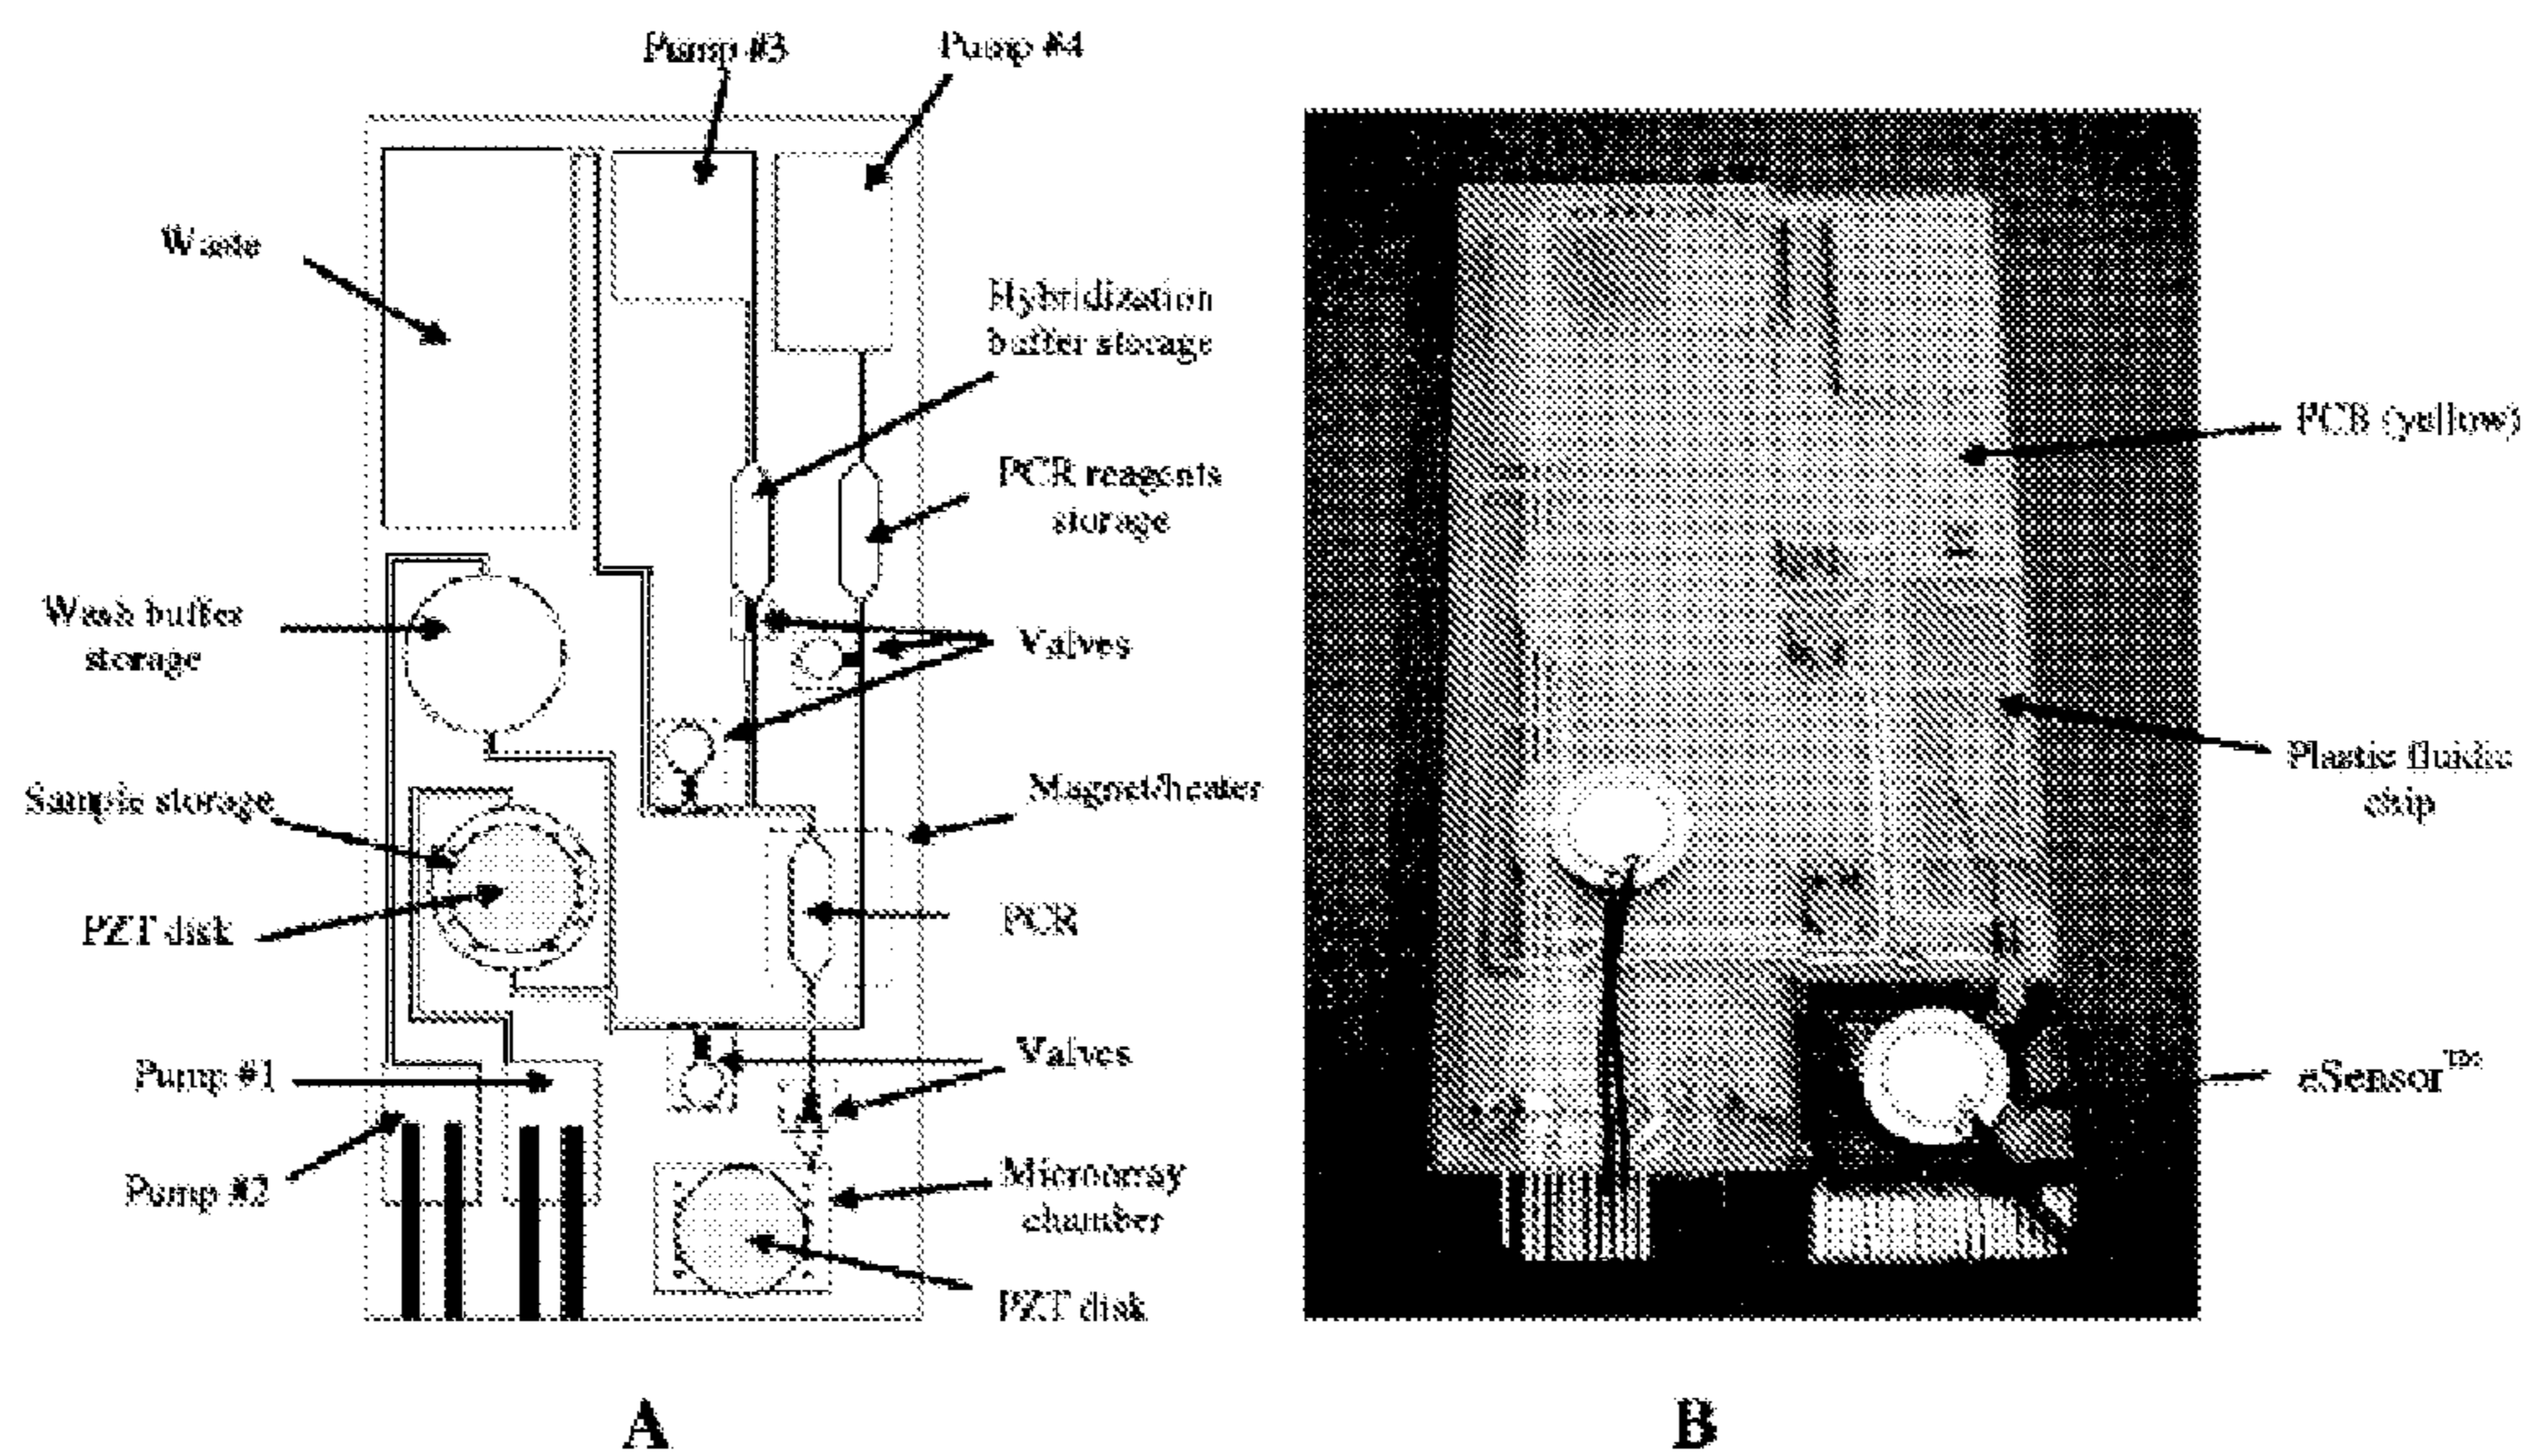 Pump #3
Pump #4
Waste
Hybridization
buffer storage
PCR reagents
storage
Wash buffer
storage
Valves
Sample storage
Magnet/heater
PZT disk
PCR
Pump #1
Valves
Pump #2
Microarray
chamber
PZT disk
A
PCB (yellow)
Plastic fluidic
chip
eSensor™
B